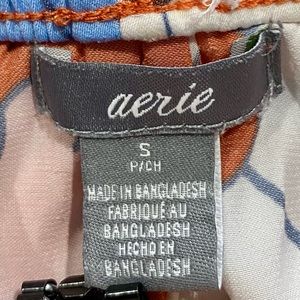 aerie
S
P/CH
MADE IN BANGLADESH
FABRIQUÉ AU
BANGLADESH
HECHO EN
BANGLADESH